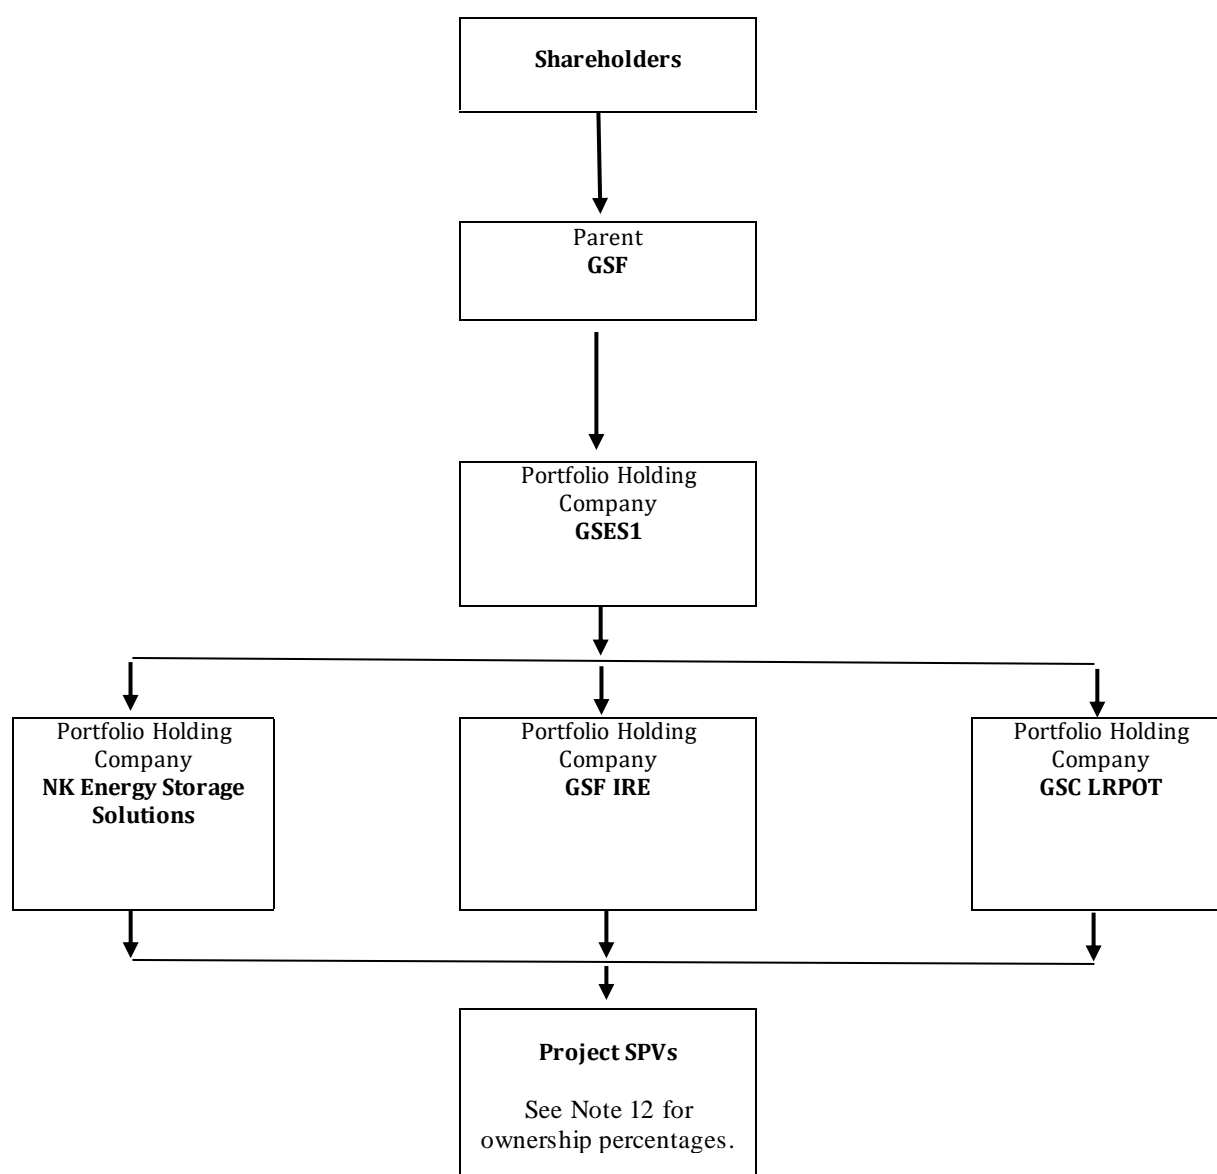 Shareholders
Parent
GSF
Portfolio Holding
Company
GSES1
Portfolio Holding
Company
NK Energy Storage
Solutions
Portfolio Holding
Company
GSF IRE
Portfolio Holding
Company
GSC LRPOT
Project SPVs
See Note 12 for
ownership percentages.